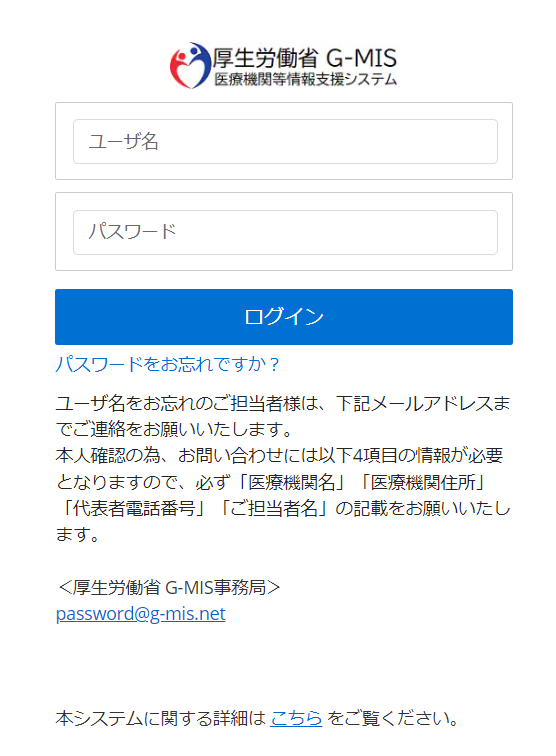 厚生労働省 G-MIS
医療機関等情報支援システム
ユーザ名
パスワード
ログイン
パスワードをお忘れですか？
ユーザ名をお忘れのご担当者様は、下記メールアドレスま
でご連絡をお願いいたします。
本人確認の為、お問い合わせには以下4項目の情報が必要
となりますので、必ず「医療機関名」「医療機関住所」
「代表者電話番号」「ご担当者名」の記載をお願いいたし
ます。
＜厚生労働省 G-MIS事務局＞
password@g-mis.net
本システムに関する詳細は こちら をご覧ください。